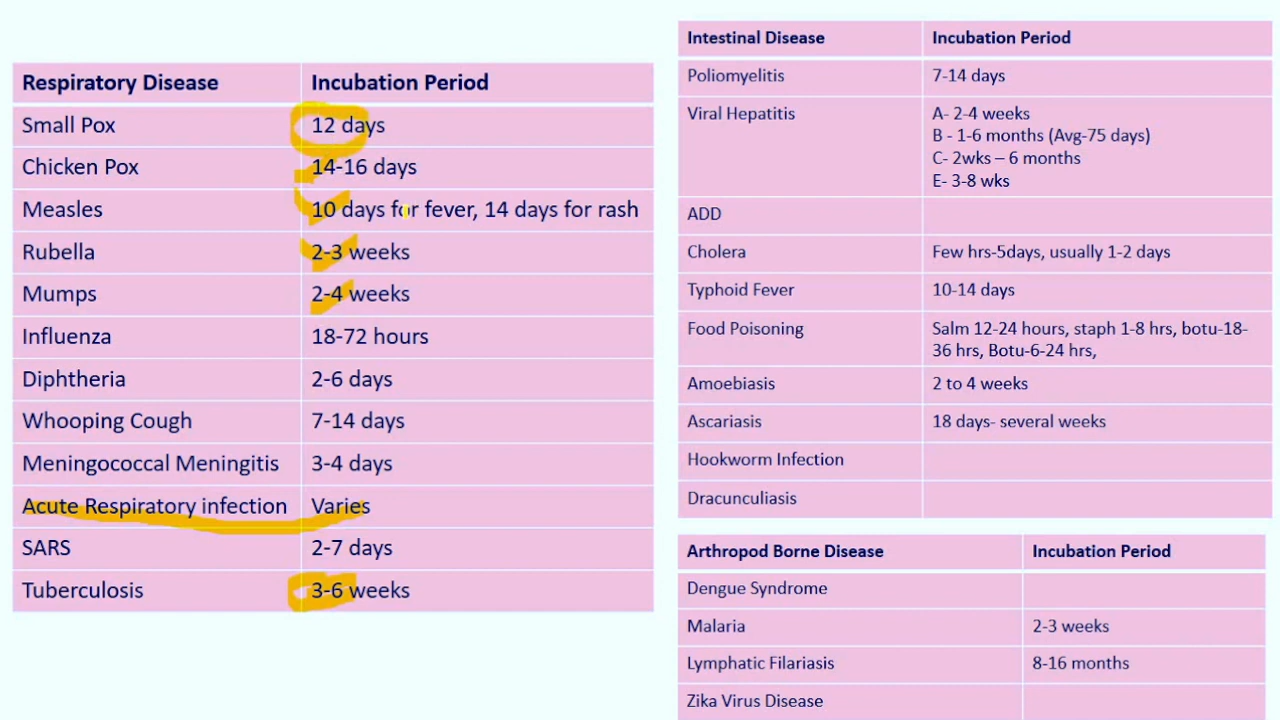 Respiratory Disease Incubation Period
Small Pox 12 days
Chicken Pox 14-16 days
Measles 10 days for fever, 14 days for rash
Rubella 2-3 weeks
Mumps 2-4 weeks
Influenza 18-72 hours
Diphtheria 2-6 days
Whooping Cough 7-14 days
Meningococcal Meningitis 3-4 days
Acute Respiratory infection Varies
SARS 2-7 days
Tuberculosis 3-6 weeks
Intestinal Disease Incubation Period
Poliomyelitis 7-14 days
Viral Hepatitis A- 2-4 weeks
B - 1-6 months (Avg-75 days)
C- 2wks – 6 months
E- 3-8 wks
ADD
Cholera Few hrs-5days, usually 1-2 days
Typhoid Fever 10-14 days
Food Poisoning Salm 12-24 hours, staph 1-8 hrs, botu-18-
36 hrs, Botu-6-24 hrs,
Amoebiasis 2 to 4 weeks
Ascariasis 18 days- several weeks
Hookworm Infection
Dracunculiasis
Arthropod Borne Disease Incubation Period
Dengue Syndrome
Malaria 2-3 weeks
Lymphatic Filariasis 8-16 months
Zika Virus Disease